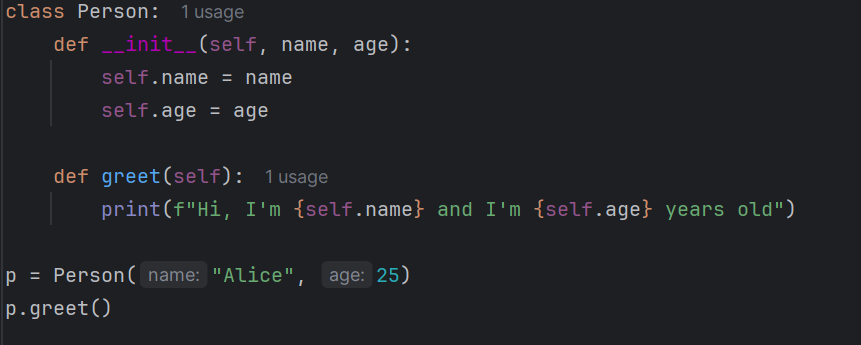 class Person: 1 usage
    def __init__(self, name, age):
        self.name = name
        self.age = age

    def greet(self): 1 usage
        print(f"Hi, I'm {self.name} and I'm {self.age} years old")

p = Person(name: "Alice", age: 25)
p.greet()